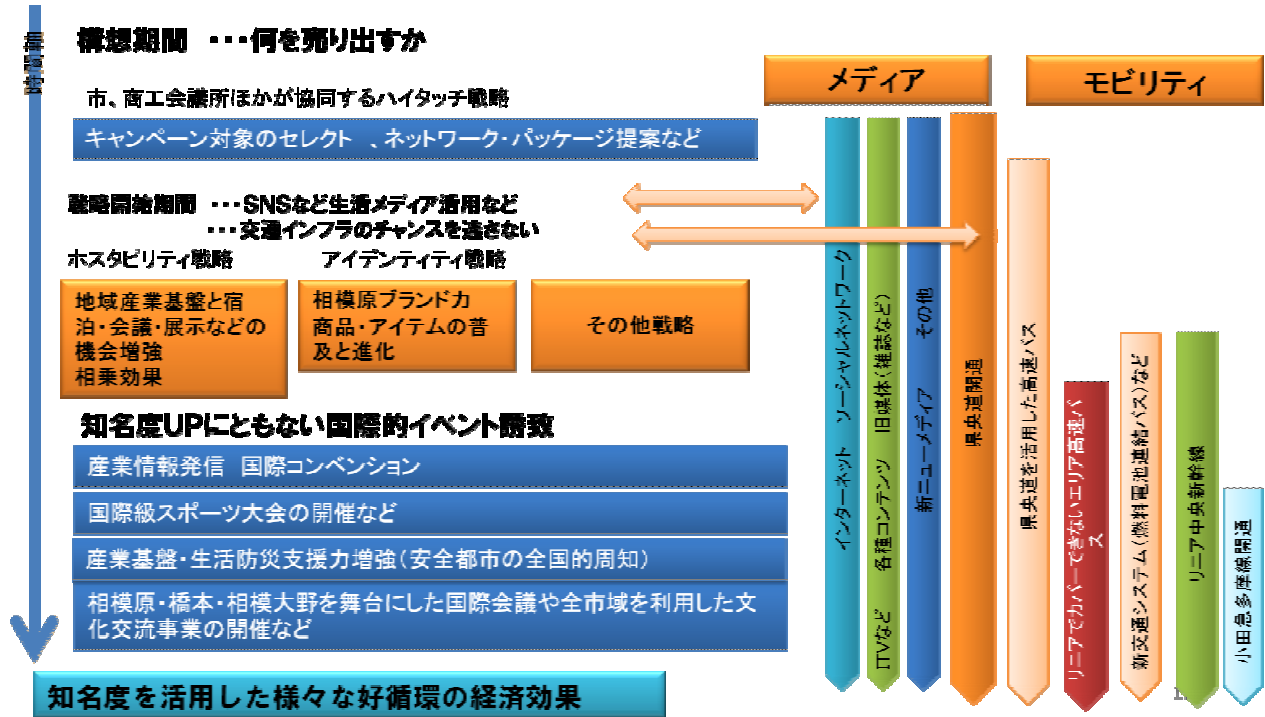 時間軸
構想期間 ・・・何を売り出すか
市、商工会議所ほかが協同するハイタッチ戦略
キャンペーン対象のセレクト 、ネットワーク・パッケージ提案など
戦略開始期間 ・・・SNSなど生活メディア活用など
・・・交通インフラのチャンスを逃さない
ホスタビリティ戦略
アイデンティティ戦略
地域産業基盤と宿
泊・会議・展示などの
機会増強
相乗効果
相模原ブランド力
商品・アイテムの普
及と進化
その他戦略
知名度UPにともない国際的イベント誘致
産業情報発信 国際コンベンション
国際級スポーツ大会の開催など
産業基盤・生活防災支援力増強(安全都市の全国的周知)
相模原・橋本・相模大野を舞台にした国際会議や全市域を利用した文
化交流事業の開催など
知名度を活用した様々な好循環の経済効果
メディア
モビリティ
インターネット ソーシャルネットワーク
ITVなど 各種コンテンツ 旧媒体(雑誌など)
新ニューメディア その他
県央道開通
県央道を活用した高速バス
リニアでカバーできないエリア高速バ
ス
新交通システム(燃料電池連結バス)など
リニア中央新幹線
小田急多摩線開通